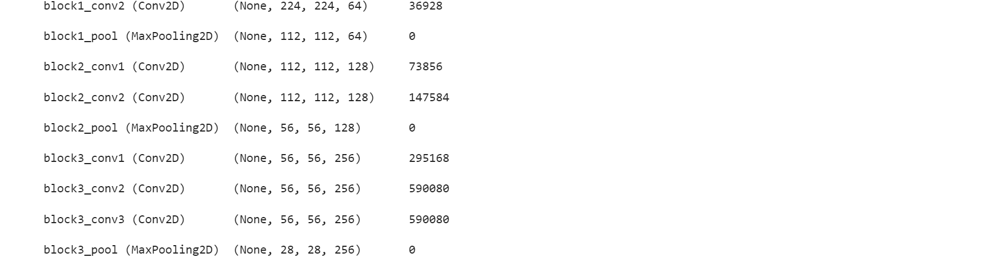 block1_conv2 (Conv2D) (None, 224, 224, 64) 36928
block1_pool (MaxPooling2D) (None, 112, 112, 64) 0
block2_conv1 (Conv2D) (None, 112, 112, 128) 73856
block2_conv2 (Conv2D) (None, 112, 112, 128) 147584
block2_pool (MaxPooling2D) (None, 56, 56, 128) 0
block3_conv1 (Conv2D) (None, 56, 56, 256) 295168
block3_conv2 (Conv2D) (None, 56, 56, 256) 590080
block3_conv3 (Conv2D) (None, 56, 56, 256) 590080
block3_pool (MaxPooling2D) (None, 28, 28, 256) 0